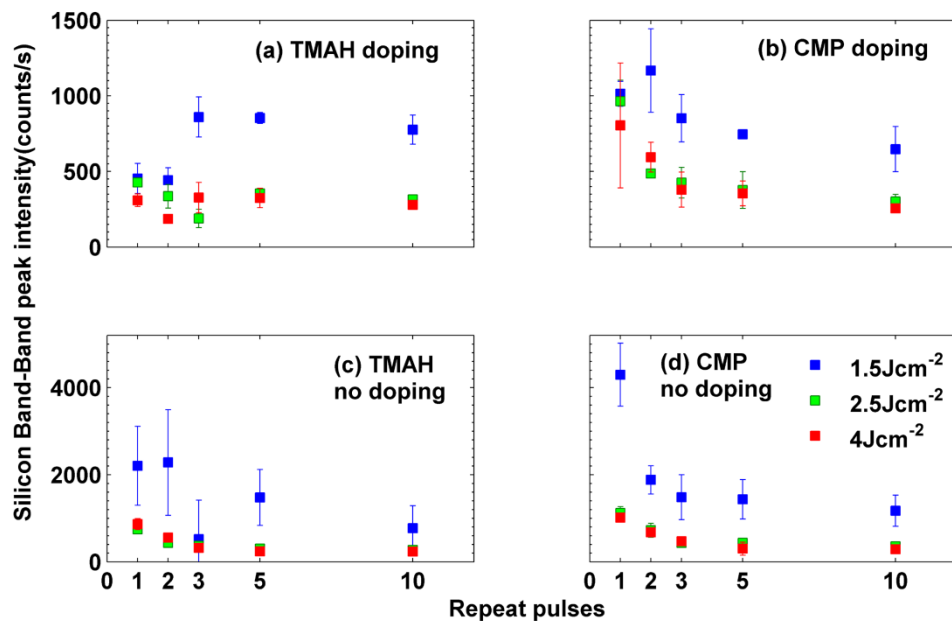 Silicon Band-Band peak intensity(counts/s)
1500
1000
500
0
(a) TMAH doping
(b) CMP doping
4000
2000
0
(c) TMAH
no doping
(d) CMP
no doping
1.5Jcm⁻²
2.5Jcm⁻²
4Jcm⁻²
0 1 2 3 5 10
0 1 2 3 5 10
Repeat pulses